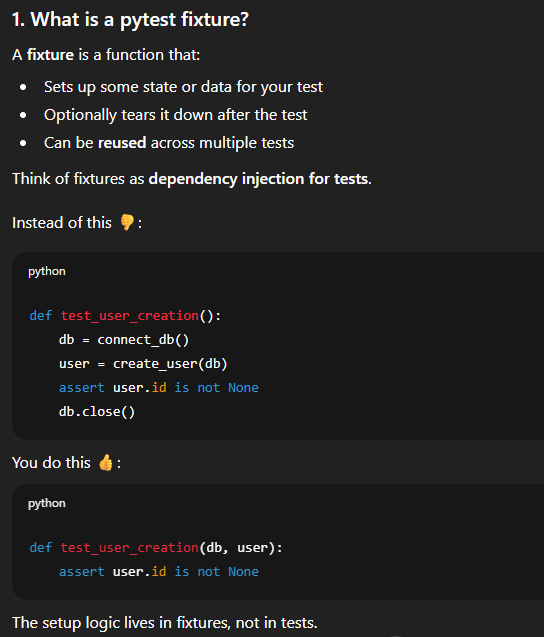 1. What is a pytest fixture?
A fixture is a function that:
• Sets up some state or data for your test
• Optionally tears it down after the test
• Can be reused across multiple tests
Think of fixtures as dependency injection for tests.
Instead of this 👎:
python
def test_user_creation():
    db = connect_db()
    user = create_user(db)
    assert user.id is not None
    db.close()
You do this 👍:
python
def test_user_creation(db, user):
    assert user.id is not None
The setup logic lives in fixtures, not in tests.